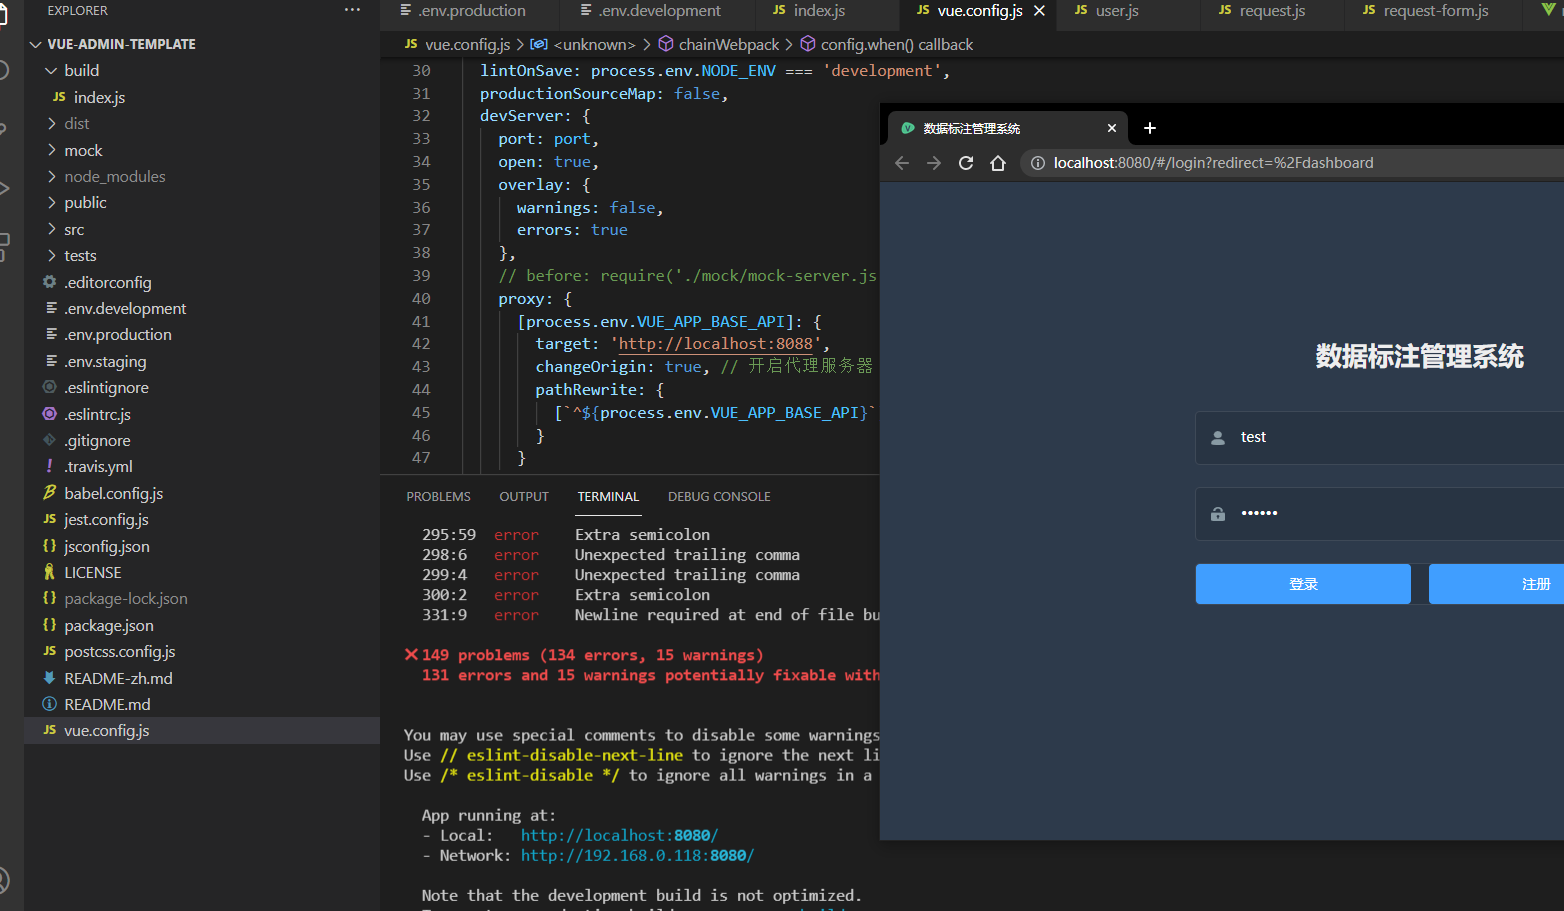 EXPLORER
VUE-ADMIN-TEMPLATE
build
JS index.js
dist
mock
node_modules
public
src
tests
.editorconfig
.env.development
.env.production
.env.staging
.eslintignore
.eslintrc.js
.gitignore
.travis.yml
babel.config.js
JS jest.config.js
jsconfig.json
LICENSE
package-lock.json
package.json
JS postcss.config.js
README-zh.md
README.md
JS vue.config.js
.env.production
.env.development
JS index.js
JS vue.config.js
JS user.js
JS request.js
JS request-form.js
JS vue.config.js > <unknown> > chainWebpack > config.when() callback
30 lintOnSave: process.env.NODE_ENV === 'development',
31 productionSourceMap: false,
32 devServer: {
33 port: port,
34 open: true,
35 overlay: {
36 warnings: false,
37 errors: true
38 },
39 // before: require('./mock/mock-server.js
40 proxy: {
41 [process.env.VUE_APP_BASE_API]: {
42 target: 'http://localhost:8088',
43 changeOrigin: true, // 开启代理服务器
44 pathRewrite: {
45 [`^${process.env.VUE_APP_BASE_API}`
46 }
47 }
PROBLEMS OUTPUT TERMINAL DEBUG CONSOLE
295:59 error Extra semicolon
298:6 error Unexpected trailing comma
299:4 error Unexpected trailing comma
300:2 error Extra semicolon
331:9 error Newline required at end of file bu
149 problems (134 errors, 15 warnings)
131 errors and 15 warnings potentially fixable with
You may use special comments to disable some warnings
Use // eslint-disable-next-line to ignore the next li
Use /* eslint-disable */ to ignore all warnings in a
App running at:
- Local: http://localhost:8080/
- Network: http://192.168.0.118:8080/
Note that the development build is not optimized.
数据标注管理系统
localhost:8080/#/login?redirect=%2Fdashboard
数据标注管理系统
test
••••••
登录 注册